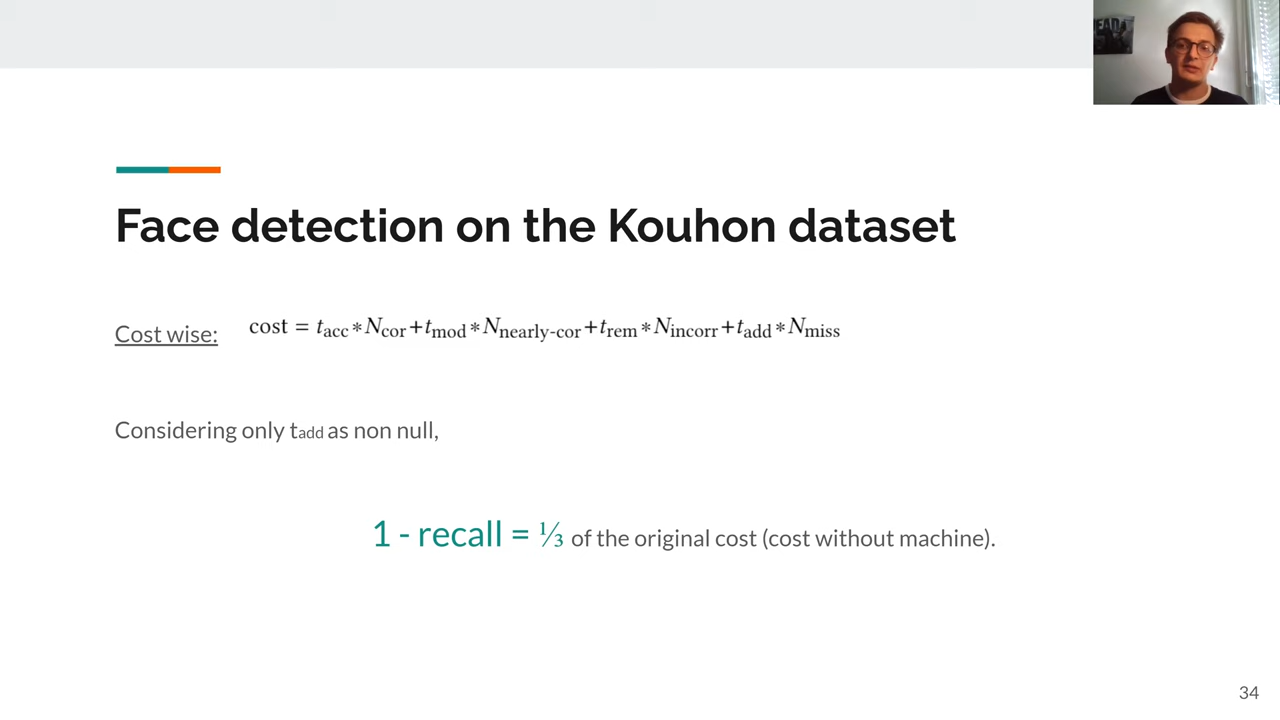 Face detection on the Kouhon dataset
Cost wise: cost = t_acc * N_cor + t_mod * N_nearly-cor + t_rem * N_incorr + t_add * N_miss
Considering only t_add as non null,
1 - recall = ⅓ of the original cost (cost without machine).
34